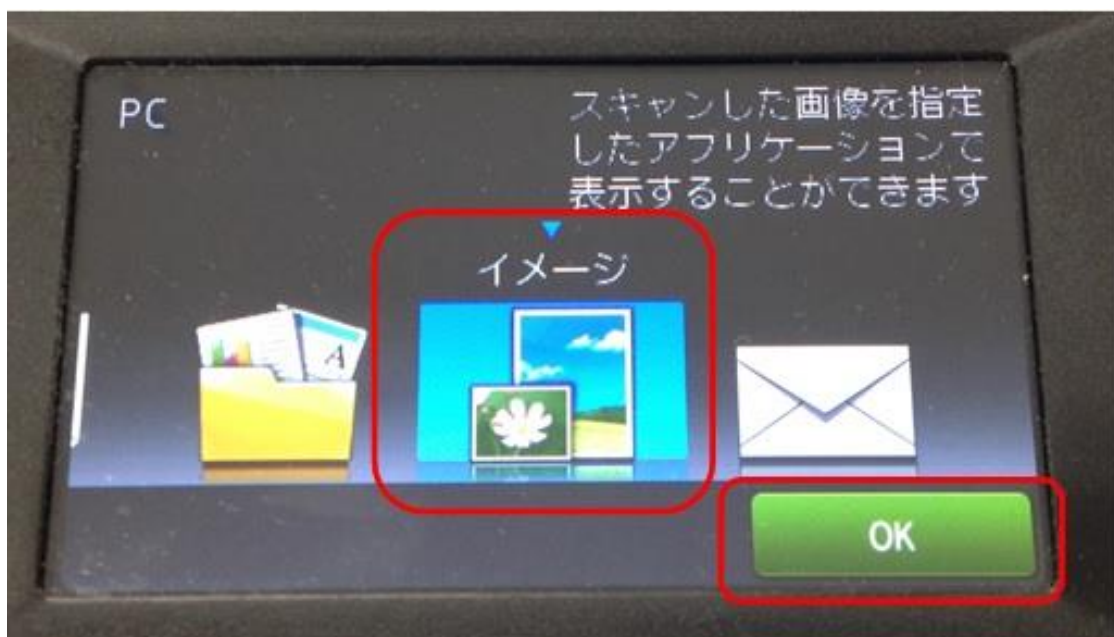 PC
スキャンした画像を指定
したアプリケーションで
表示することができます
イメージ
OK